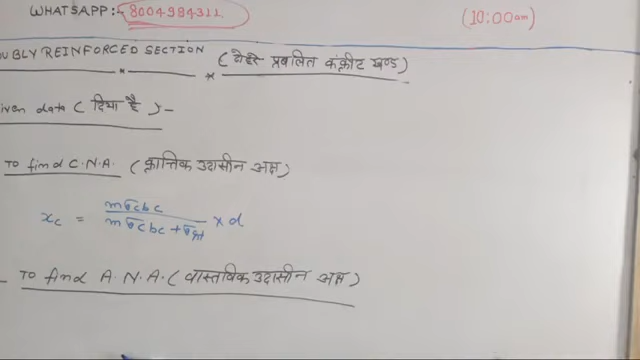 WHATSAPP:- 8004984311 (10:00am)
UBLY REINFORCED SECTION (दोहरे प्रबलित कंक्रीट खण्ड)
iven data (दिया है) :-
TO find C.N.A. (क्रान्तिक उदासीन अक्ष)
xc = mσcbc / mσcbc + σst × d
TO find A.N.A. (वास्तविक उदासीन अक्ष)